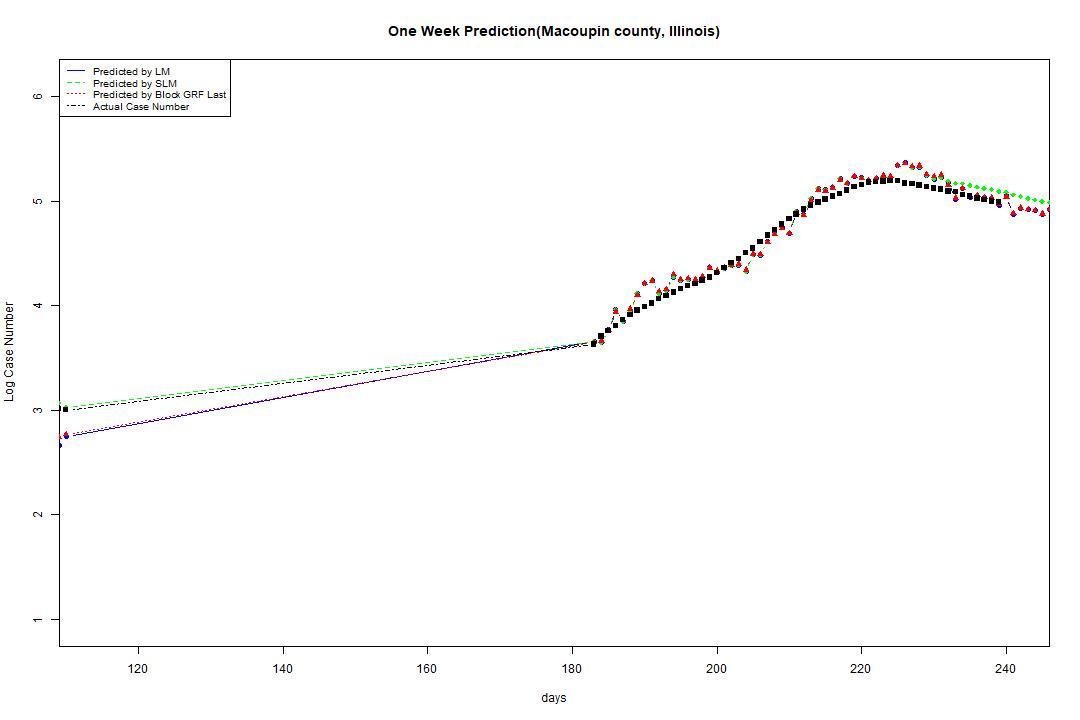 One Week Prediction(Macoupin county, Illinois)
Predicted by LM
Predicted by SLM
Predicted by Block GRF Last
Actual Case Number
Log Case Number
6
5
4
3
2
1
120 140 160 180 200 220 240
days